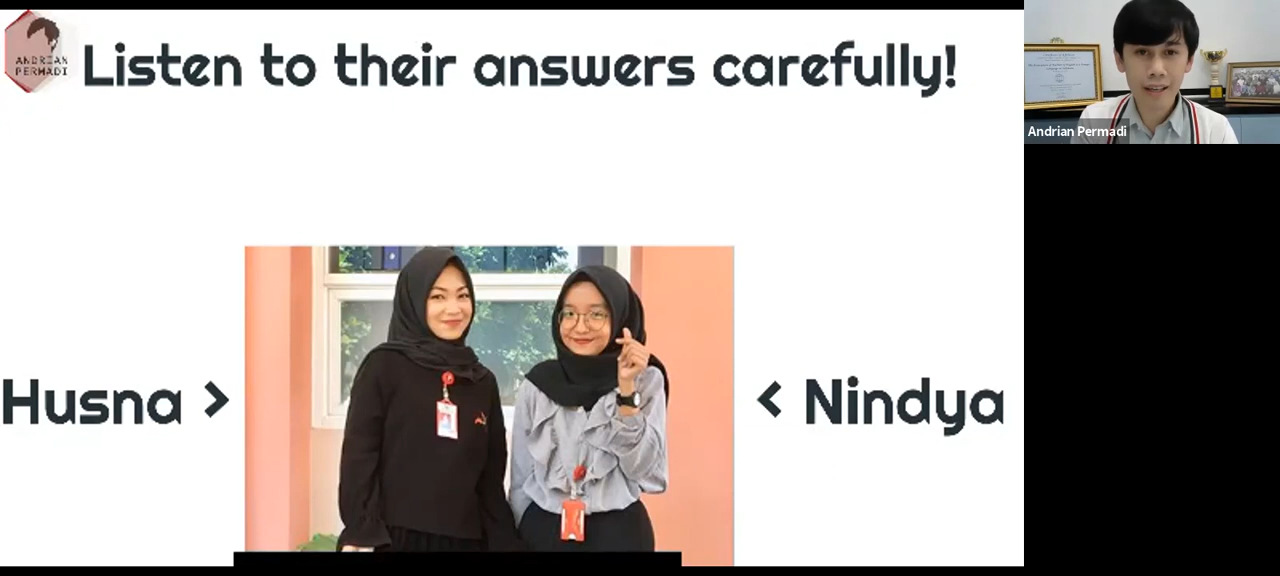 ANDRIAN
PERMADI
Listen to their answers carefully!
Andrian Permadi
Husna >
< Nindya